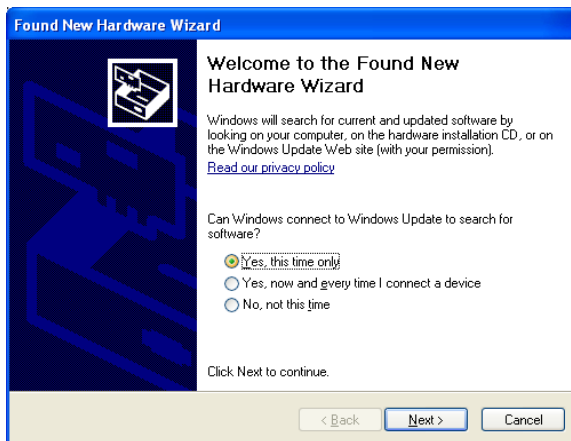 Found New Hardware Wizard
Welcome to the Found New
Hardware Wizard
Windows will search for current and updated software by
looking on your computer, on the hardware installation CD, or on
the Windows Update Web site (with your permission).
Read our privacy policy
Can Windows connect to Windows Update to search for
software?
Yes, this time only
Yes, now and every time I connect a device
No, not this time
Click Next to continue.
< Back
Next >
Cancel